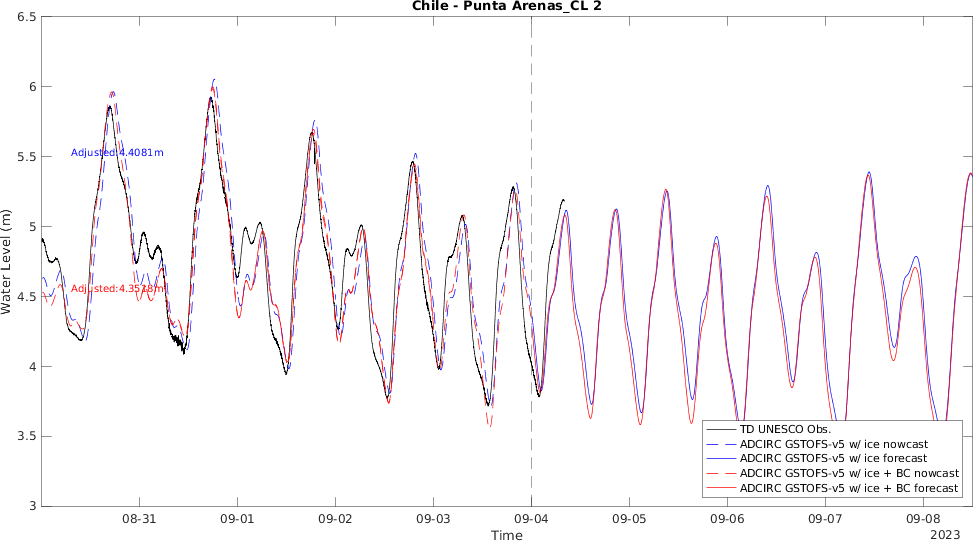 Chile - Punta Arenas_CL 2
Water Level (m)
6.5
6
5.5
5
4.5
4
3.5
3
Adjusted:4.4081m
Adjusted:4.3518m
TD UNESCO Obs.
ADCIRC GSTOFS-v5 w/ ice nowcast
ADCIRC GSTOFS-v5 w/ ice forecast
ADCIRC GSTOFS-v5 w/ ice + BC nowcast
ADCIRC GSTOFS-v5 w/ ice + BC forecast
08-31 09-01 09-02 09-03 09-04 09-05 09-06 09-07 09-08
Time
2023